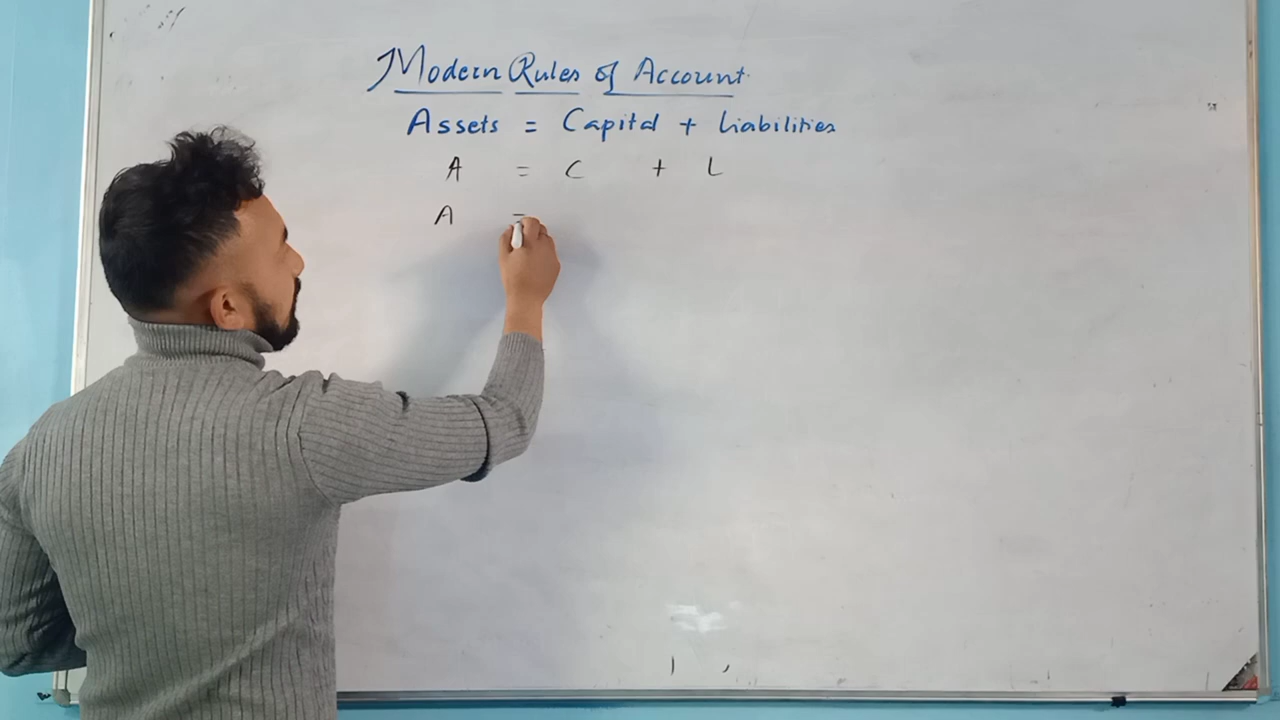 Modern Rules of Account
Assets = Capital + Liabilities
A = C + L
A =